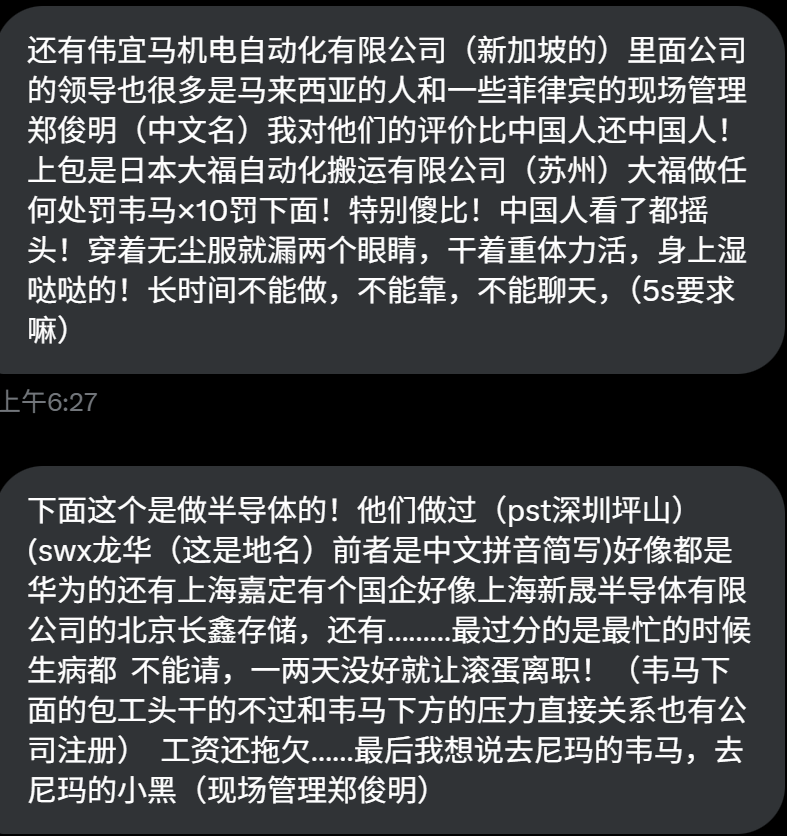 还有伟宜马机电自动化有限公司（新加坡的）里面公司
的领导也很多是马来西亚的人和一些菲律宾的现场管理
郑俊明（中文名）我对他们的评价比中国人还中国人！
上包是日本大福自动化搬运有限公司（苏州）大福做任
何处罚韦马×10罚下面！特别傻比！中国人看了都摇
头！穿着无尘服就漏两个眼睛，干着重体力活，身上湿
哒哒的！长时间不能做，不能靠，不能聊天，（5s要求
嘛）
上午6:27
下面这个是做半导体的！他们做过（pst深圳坪山）
(swx龙华（这是地名）前者是中文拼音简写)好像都是
华为的还有上海嘉定有个国企好像上海新晟半导体有限
公司的北京长鑫存储，还有.........最过分的是最忙的时候
生病都 不能请，一两天没好就让滚蛋离职！（韦马下
面的包工头干的不过和韦马下方的压力直接关系也有公
司注册） 工资还拖欠......最后我想说去尼玛的韦马，去
尼玛的小黑（现场管理郑俊明）